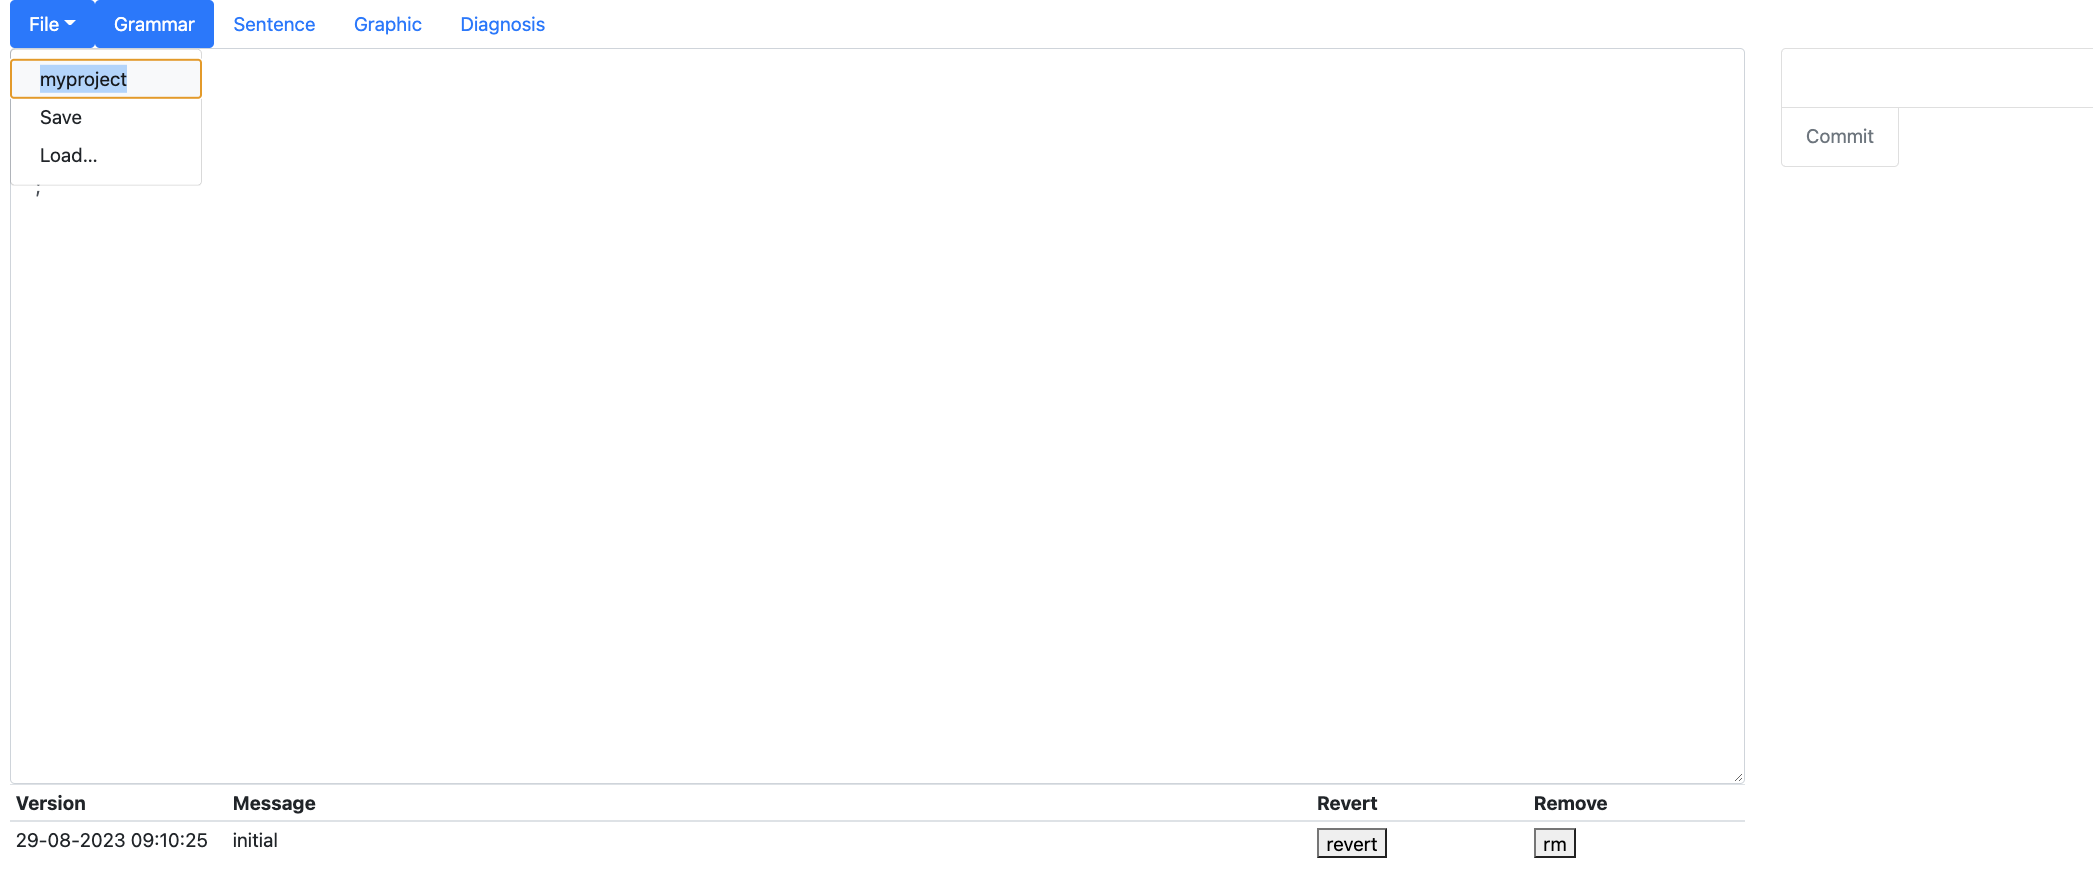 File Grammar Sentence Graphic Diagnosis
myproject
Save
Load...
;
Commit
Version Message Revert Remove
29-08-2023 09:10:25 initial revert rm